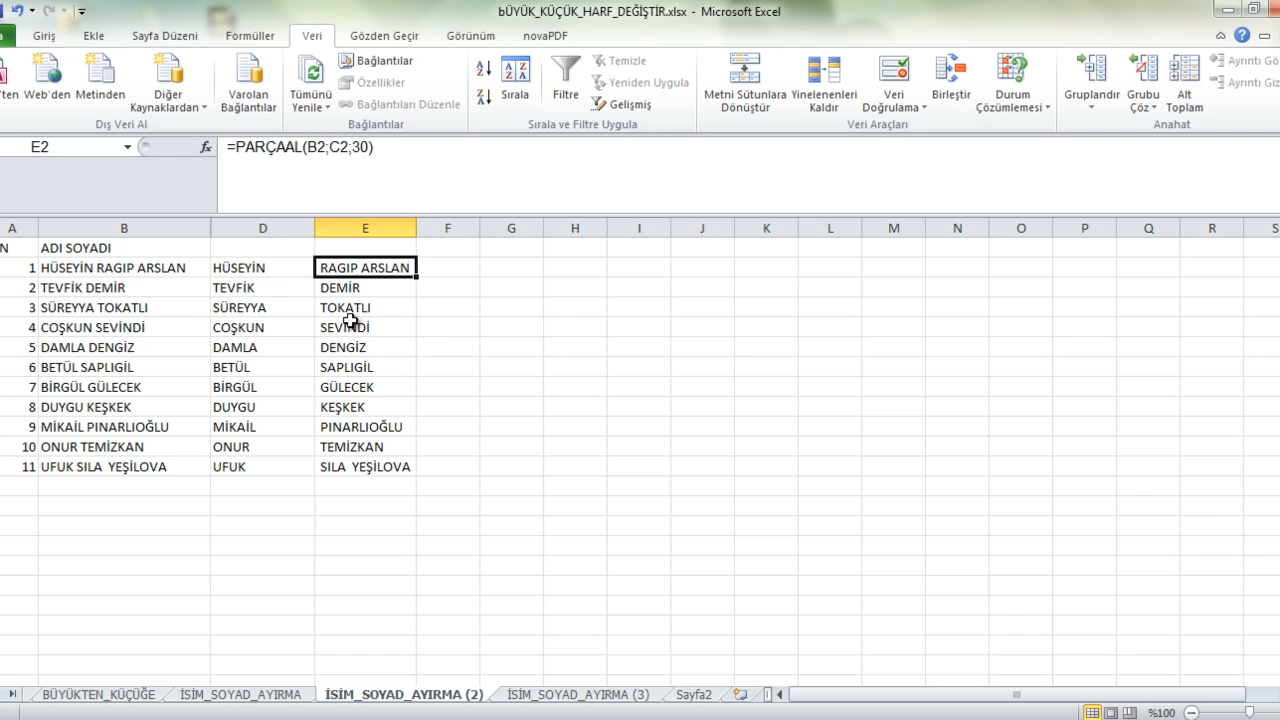 bÜYÜK_KÜÇÜK_HARF_DEĞİŞTİR.xlsx - Microsoft Excel
Giriş Ekle Sayfa Düzeni Formüller Veri Gözden Geçir Görünüm novaPDF
Web'den Metinden Diğer Kaynaklardan Varolan Bağlantılar
Dış Veri Al
Tümünü Yenile Bağlantılar Özellikler Bağlantıları Düzenle
Bağlantılar
Sırala Filtre Temizle Yeniden Uygula Gelişmiş
Sırala ve Filtre Uygula
Metni Sütunlara Dönüştür Yinelenenleri Kaldır Veri Doğrulama Birleştir Durum Çözümlemesi
Veri Araçları
Gruplandır Grubu Çöz Alt Toplam Ayrıntı Gö Ayrıntı Giz
Anahat
E2 fx =PARÇAAL(B2;C2;30)
A B D E F G H I J K L M N O P Q R S
N ADI SOYADI
1 HÜSEYİN RAGIP ARSLAN HÜSEYİN RAGIP ARSLAN
2 TEVFİK DEMİR TEVFİK DEMİR
3 SÜREYYA TOKATLI SÜREYYA TOKATLI
4 COŞKUN SEVİNDİ COŞKUN SEVİNDİ
5 DAMLA DENGİZ DAMLA DENGİZ
6 BETÜL SAPLIGİL BETÜL SAPLIGİL
7 BİRGÜL GÜLECEK BİRGÜL GÜLECEK
8 DUYGU KEŞKEK DUYGU KEŞKEK
9 MİKAİL PINARLIOĞLU MİKAİL PINARLIOĞLU
10 ONUR TEMİZKAN ONUR TEMİZKAN
11 UFUK SILA  YEŞİLOVA UFUK SILA  YEŞİLOVA
BÜYÜKTEN_KÜÇÜĞE İSİM_SOYAD_AYIRMA İSİM_SOYAD_AYIRMA (2) İSİM_SOYAD_AYIRMA (3) Sayfa2
%100